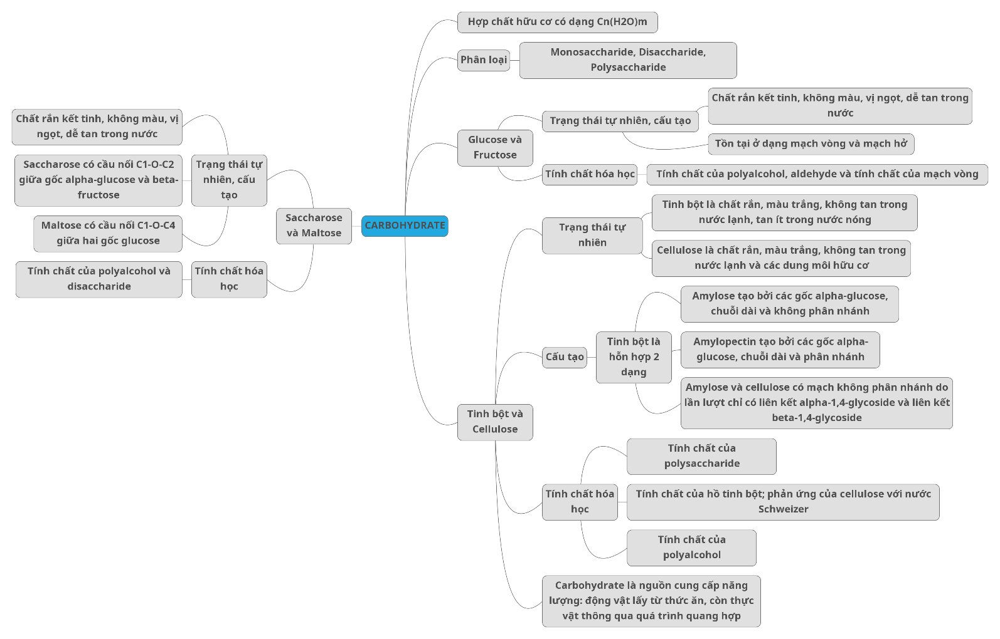 CARBOHYDRATE
Hợp chất hữu cơ có dạng Cn(H2O)m
Phân loại
Monosaccharide, Disaccharide,
Polysaccharide
Glucose và
Fructose
Trạng thái tự nhiên, cấu tạo
Chất rắn kết tinh, không màu, vị ngọt, dễ tan trong
nước
Tồn tại ở dạng mạch vòng và mạch hở
Tính chất hóa học
Tính chất của polyalcohol, aldehyde và tính chất của mạch vòng
Tinh bột và
Cellulose
Trạng thái tự
nhiên
Tinh bột là chất rắn, màu trắng, không tan trong
nước lạnh, tan ít trong nước nóng
Cellulose là chất rắn, màu trắng, không tan trong
nước lạnh và các dung môi hữu cơ
Cấu tạo
Tinh bột là
hỗn hợp 2
dạng
Amylose tạo bởi các gốc alpha-glucose,
chuỗi dài và không phân nhánh
Amylopectin tạo bởi các gốc alpha-
glucose, chuỗi dài và phân nhánh
Amylose và cellulose có mạch không phân nhánh do
lần lượt chỉ có liên kết alpha-1,4-glycoside và liên kết
beta-1,4-glycoside
Tính chất hóa
học
Tính chất của
polysaccharide
Tính chất của hồ tinh bột; phản ứng của cellulose với nước
Schweizer
Tính chất của
polyalcohol
Carbohydrate là nguồn cung cấp năng
lượng: động vật lấy từ thức ăn, còn thực
vật thông qua quá trình quang hợp
Saccharose
và Maltose
Trạng thái tự
nhiên, cấu
tạo
Chất rắn kết tinh, không màu, vị
ngọt, dễ tan trong nước
Saccharose có cầu nối C1-O-C2
giữa gốc alpha-glucose và beta-
fructose
Maltose có cầu nối C1-O-C4
giữa hai gốc glucose
Tính chất hóa
học
Tính chất của polyalcohol và
disaccharide